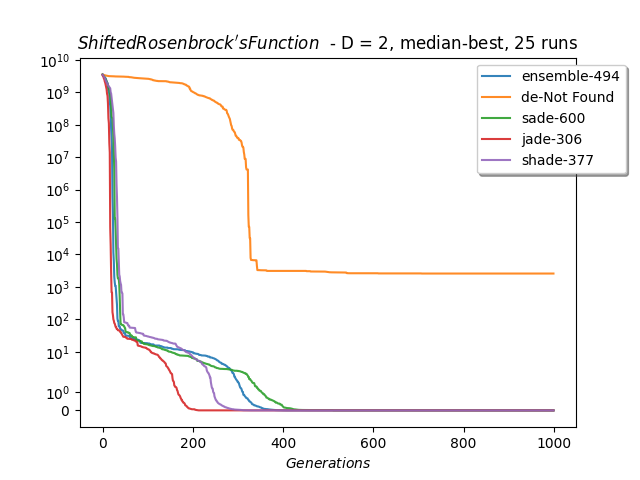 ShiftedRosenbrock'sFunction - D = 2, median-best, 25 runs
ensemble-494
de-Not Found
sade-600
jade-306
shade-377
10^10
10^9
10^8
10^7
10^6
10^5
10^4
10^3
10^2
10^1
10^0
0
0 200 400 600 800 1000
Generations